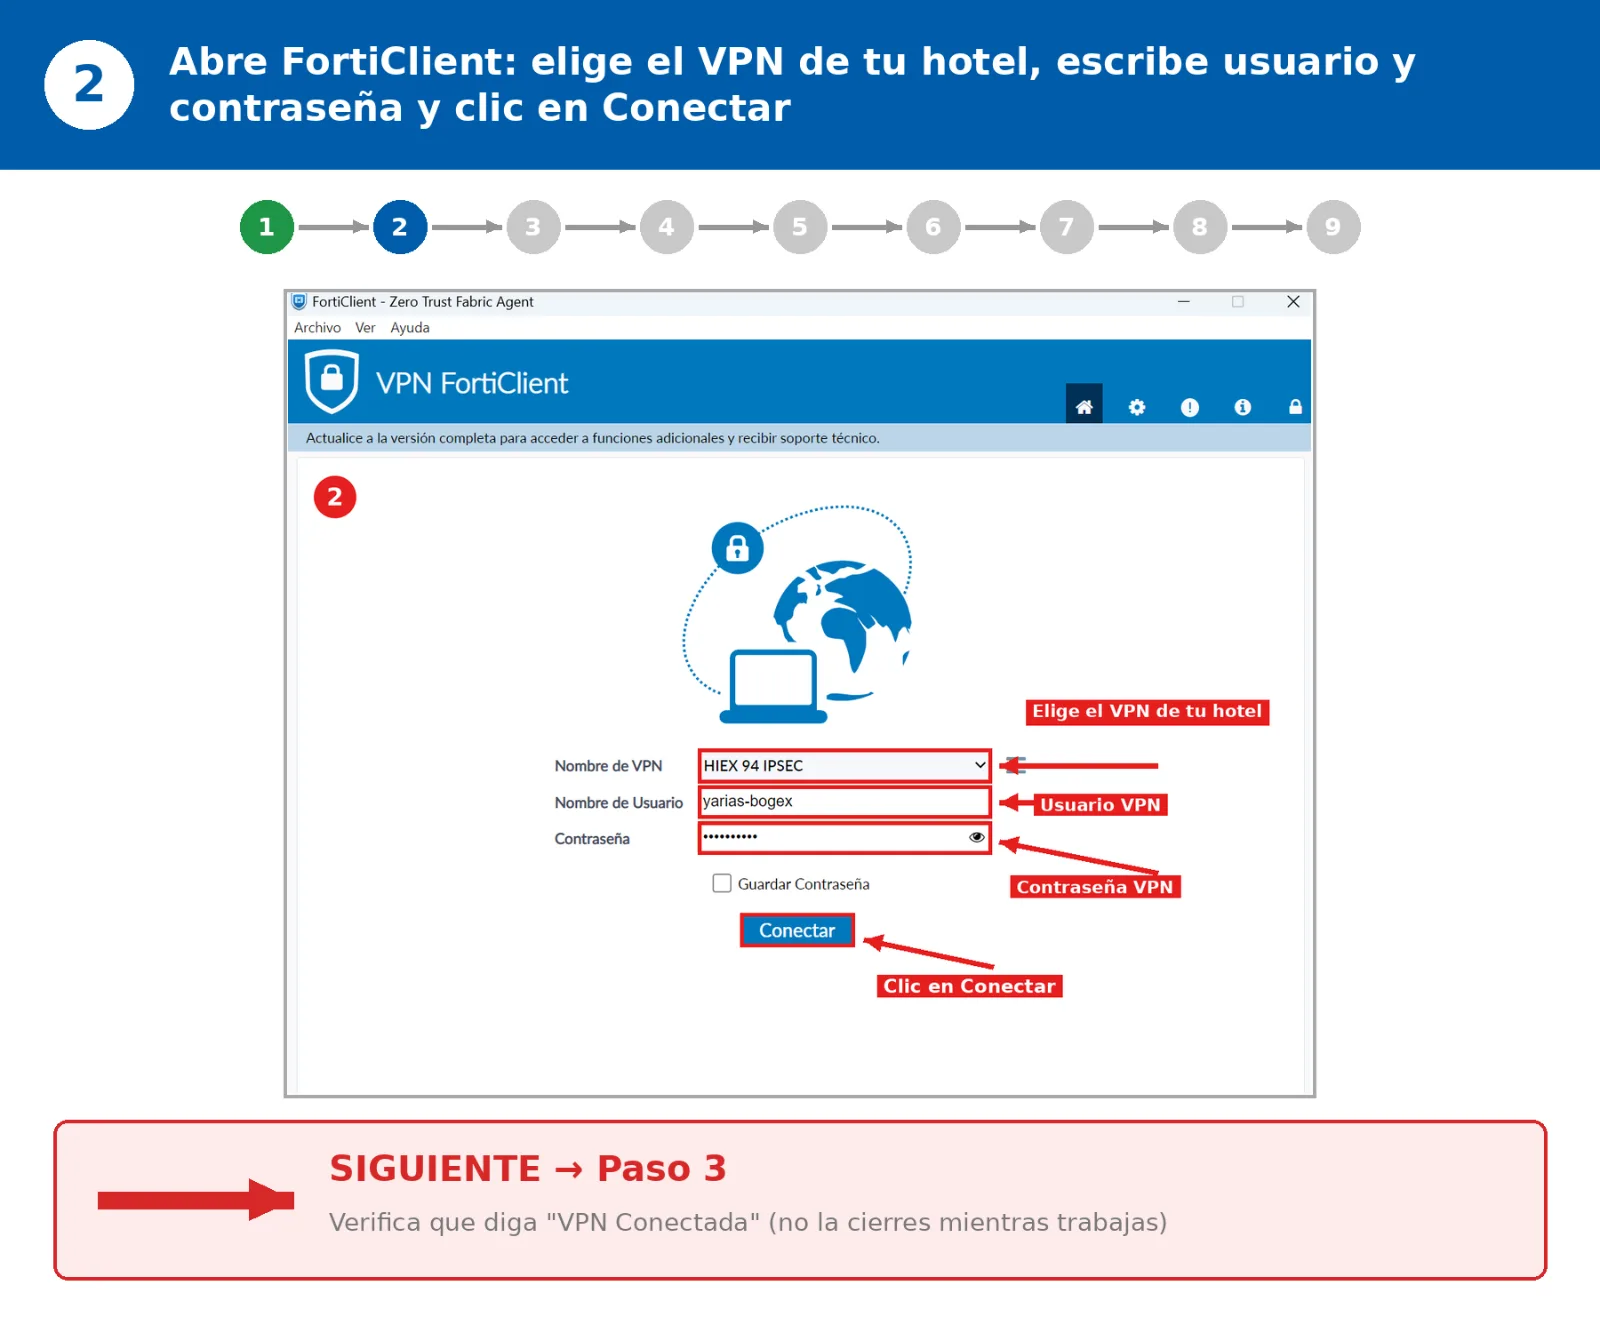 2
Abre FortiClient: elige el VPN de tu hotel, escribe usuario y
contraseña y clic en Conectar
1 2 3 4 5 6 7 8 9
FortiClient - Zero Trust Fabric Agent
Archivo Ver Ayuda
VPN FortiClient
Actualice a la versión completa para acceder a funciones adicionales y recibir soporte técnico.
2
Elige el VPN de tu hotel
Nombre de VPN HIEX 94 IPSEC
Nombre de Usuario yarias-bogex Usuario VPN
Contraseña ••••••••••
Contraseña VPN
Guardar Contraseña
Conectar
Clic en Conectar
SIGUIENTE → Paso 3
Verifica que diga "VPN Conectada" (no la cierres mientras trabajas)